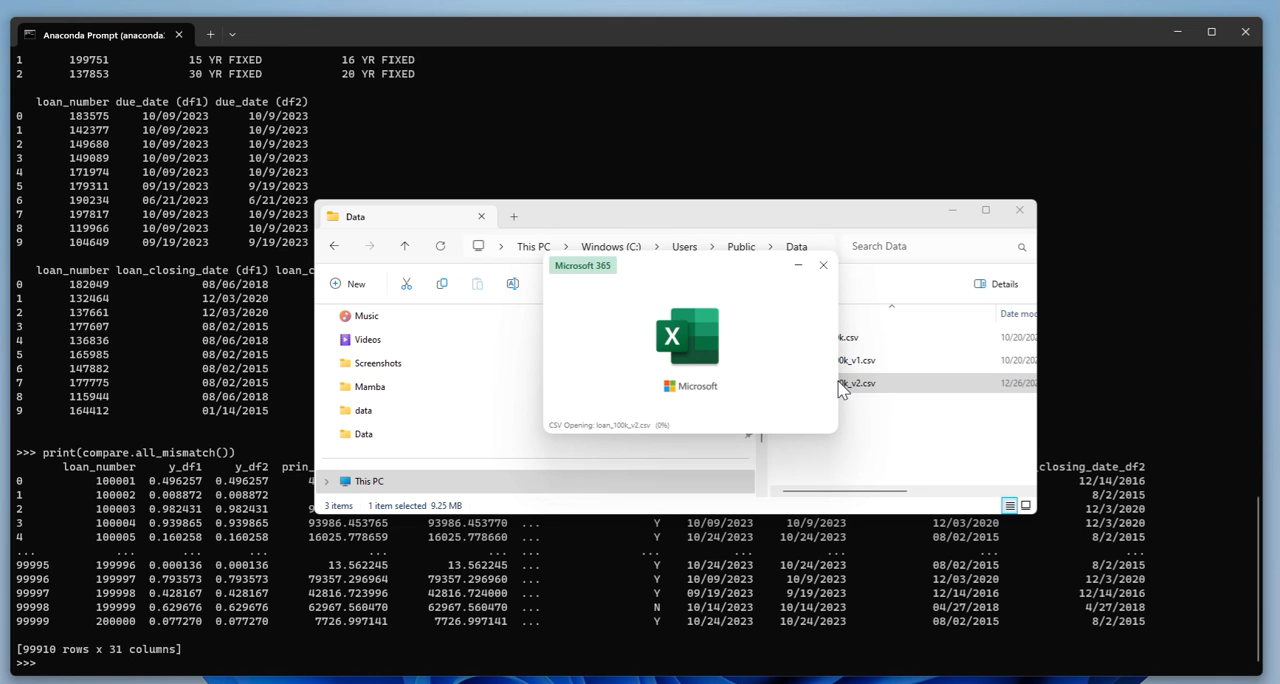 Anaconda Prompt (anaconda:
1 199751 15 YR FIXED 16 YR FIXED
2 137853 30 YR FIXED 20 YR FIXED
loan_number due_date (df1) due_date (df2)
0 183575 10/09/2023 10/9/2023
1 142377 10/09/2023 10/9/2023
2 149680 10/09/2023 10/9/2023
3 149089 10/09/2023 10/9/2023
4 171974 10/09/2023 10/9/2023
5 179311 09/19/2023 9/19/2023
6 190234 06/21/2023 6/21/2023
7 197817 10/09/2023 10/9/2023
8 119966 10/09/2023 10/9/2023
9 104649 09/19/2023 9/19/2023
loan_number loan_closing_date (df1) loan_c
0 182049 08/06/2018
1 132464 12/03/2020
2 137661 12/03/2020
3 177607 08/02/2015
4 136836 08/06/2018
5 165985 08/02/2015
6 147882 08/02/2015
7 177775 08/02/2015
8 115944 08/06/2018
9 164412 01/14/2015
Data
This PC > Windows (C:) > Users > Public > Data
Search Data
New
Details
Music
Videos
Screenshots
Mamba
data
Data
This PC
3 items 1 item selected 9.25 MB
Date mod
k.csv 10/20/202
0k_v1.csv 10/20/202
0k_v2.csv 12/26/202
Microsoft 365
X
Microsoft
CSV Opening: loan_100k_v2.csv (0%)
>>> print(compare.all_mismatch())
loan_number y_df1 y_df2 prin_ _closing_date_df2
0 100001 0.496257 0.496257 4 12/14/2016
1 100002 0.008872 0.008872 8/2/2015
2 100003 0.982431 0.982431 12/3/2020
3 100004 0.939865 0.939865 93986.453765 93986.453770 ... Y 10/09/2023 10/9/2023 12/03/2020 12/3/2020
4 100005 0.160258 0.160258 16025.778659 16025.778660 ... Y 10/24/2023 10/24/2023 08/02/2015 8/2/2015
... ... ... ... ... ... ... ... ... ... ... ...
99995 199996 0.000136 0.000136 13.562245 13.562245 ... Y 10/24/2023 10/24/2023 08/02/2015 8/2/2015
99996 199997 0.793573 0.793573 79357.296964 79357.296960 ... Y 10/09/2023 10/9/2023 12/03/2020 12/3/2020
99997 199998 0.428167 0.428167 42816.723996 42816.724000 ... Y 09/19/2023 9/19/2023 12/14/2016 12/14/2016
99998 199999 0.629676 0.629676 62967.560470 62967.560470 ... N 10/14/2023 10/14/2023 04/27/2018 4/27/2018
99999 200000 0.077270 0.077270 7726.997141 7726.997141 ... Y 10/24/2023 10/24/2023 08/02/2015 8/2/2015
[99910 rows x 31 columns]
>>>